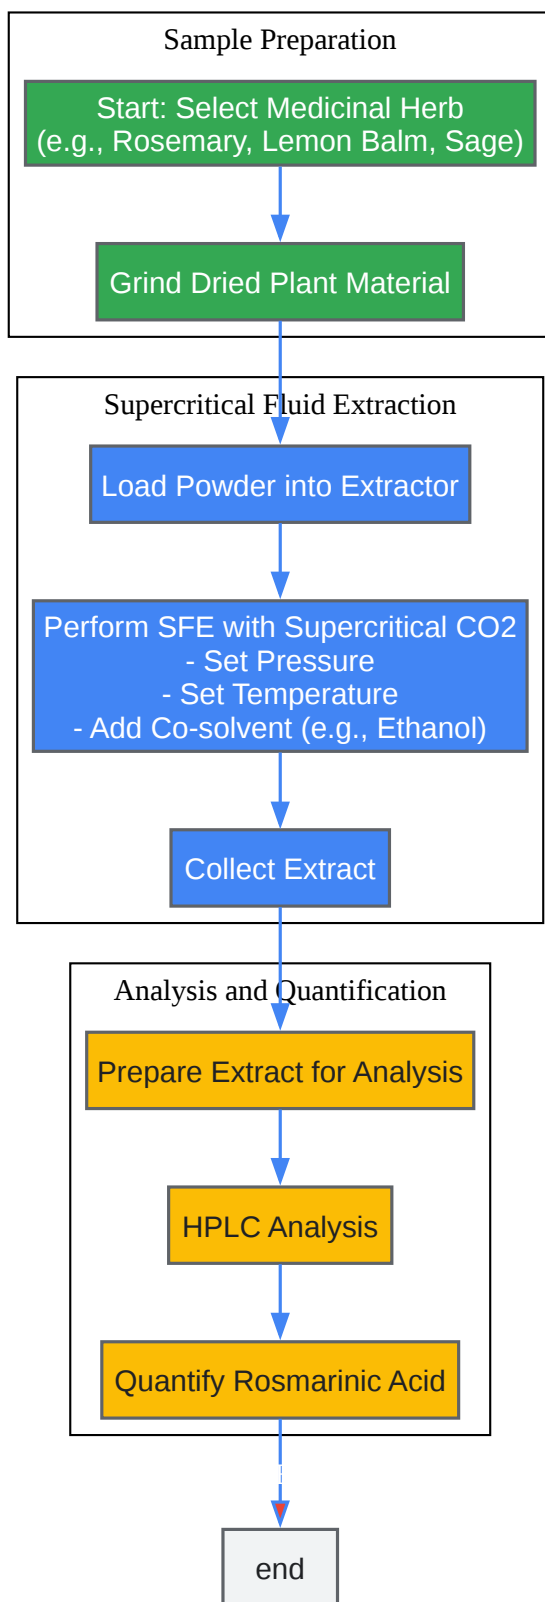 Sample Preparation
Start: Select Medicinal Herb
(e.g., Rosemary, Lemon Balm, Sage)
Grind Dried Plant Material
Supercritical Fluid Extraction
Load Powder into Extractor
Perform SFE with Supercritical CO2
- Set Pressure
- Set Temperature
- Add Co-solvent (e.g., Ethanol)
Collect Extract
Analysis and Quantification
Prepare Extract for Analysis
HPLC Analysis
Quantify Rosmarinic Acid
end